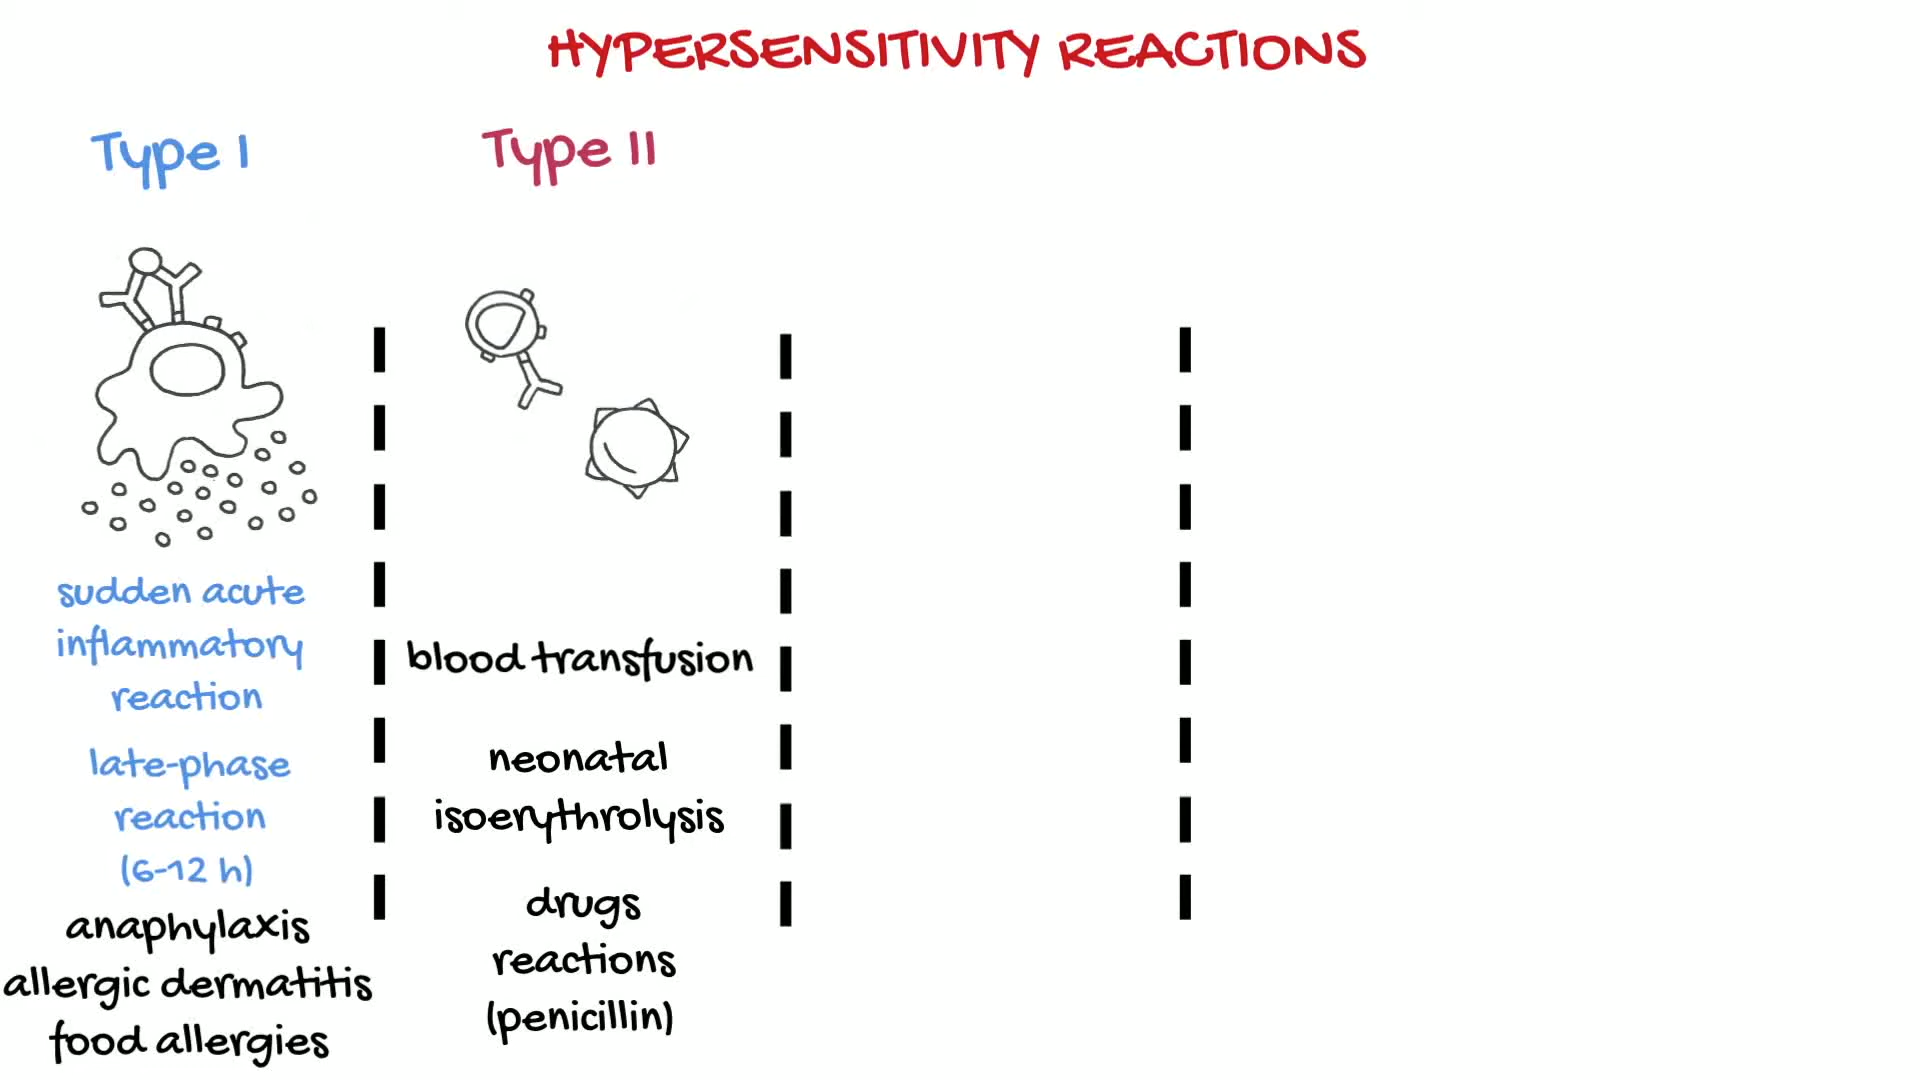 HYPERSENSITIVITY REACTIONS
Type I
sudden acute
inflammatory
reaction
late-phase
reaction
(6-12 h)
anaphylaxis
allergic dermatitis
food allergies
Type II
blood transfusion
neonatal
isoerythrolysis
drugs
reactions
(penicillin)